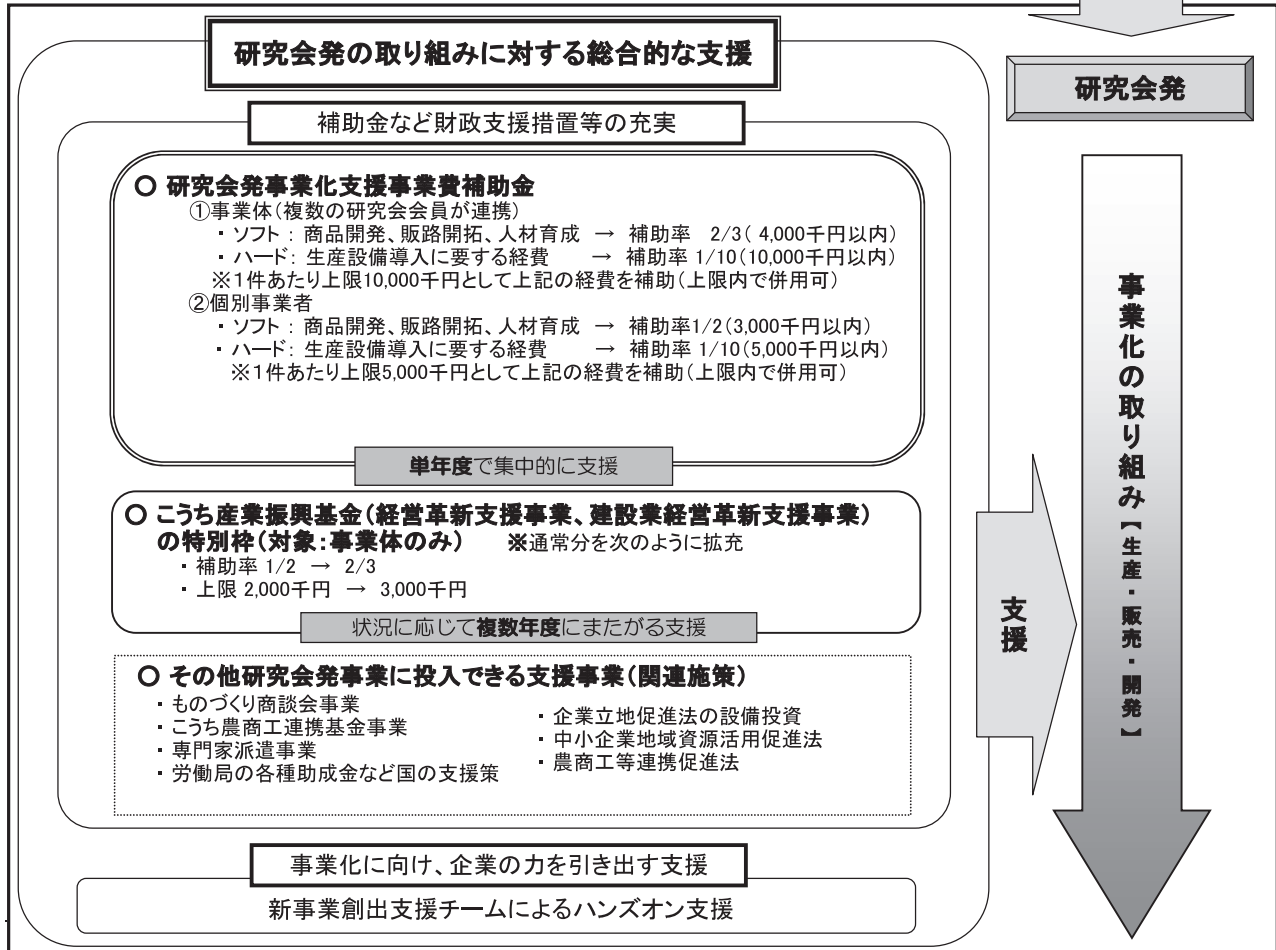 研究会発の取り組みに対する総合的な支援
補助金など財政支援措置等の充実
○ 研究会発事業化支援事業費補助金
①事業体(複数の研究会会員が連携)
・ソフト: 商品開発、販路開拓、人材育成 → 補助率 2/3( 4,000千円以内)
・ハード: 生産設備導入に要する経費 → 補助率 1/10(10,000千円以内)
※1件あたり上限10,000千円として上記の経費を補助(上限内で併用可)
②個別事業者
・ソフト: 商品開発、販路開拓、人材育成 → 補助率1/2(3,000千円以内)
・ハード: 生産設備導入に要する経費 → 補助率 1/10(5,000千円以内)
※1件あたり上限5,000千円として上記の経費を補助(上限内で併用可)
単年度で集中的に支援
○ こうち産業振興基金(経営革新支援事業、建設業経営革新支援事業)
の特別枠(対象:事業体のみ) ※通常分を次のように拡充
・補助率 1/2 → 2/3
・上限 2,000千円 → 3,000千円
状況に応じて複数年度にまたがる支援
○ その他研究会発事業に投入できる支援事業(関連施策)
・ものづくり商談会事業
・こうち農商工連携基金事業
・専門家派遣事業
・労働局の各種助成金など国の支援策
・企業立地促進法の設備投資
・中小企業地域資源活用促進法
・農商工等連携促進法
事業化に向け、企業の力を引き出す支援
新事業創出支援チームによるハンズオン支援
支援
研究会発
事業化の取り組み【生産・販売・開発】